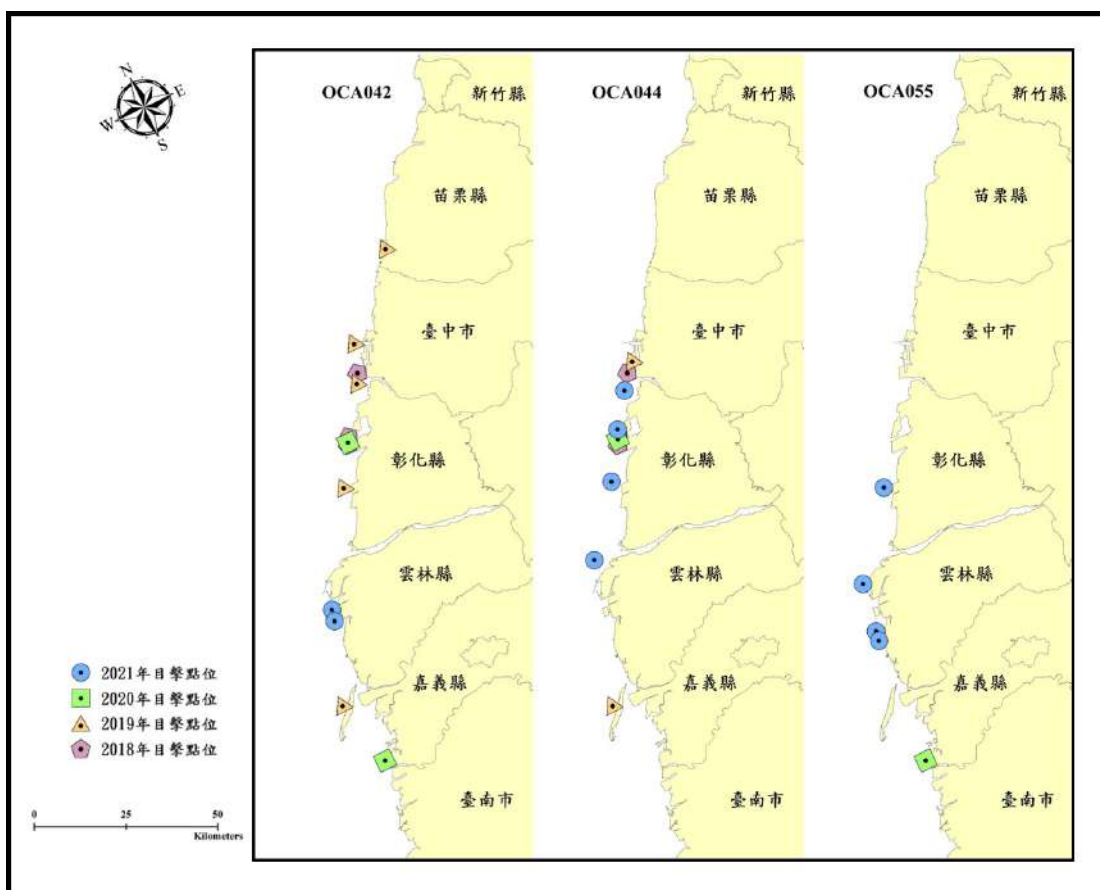 N
E
W
S
OCA042
新竹縣
苗栗縣
臺中市
彰化縣
雲林縣
嘉義縣
臺南市
OCA044
新竹縣
苗栗縣
臺中市
彰化縣
雲林縣
嘉義縣
臺南市
OCA055
新竹縣
苗栗縣
臺中市
彰化縣
雲林縣
嘉義縣
臺南市
2021年目擊點位
2020年目擊點位
2019年目擊點位
2018年目擊點位
0 25 50
Kilometers